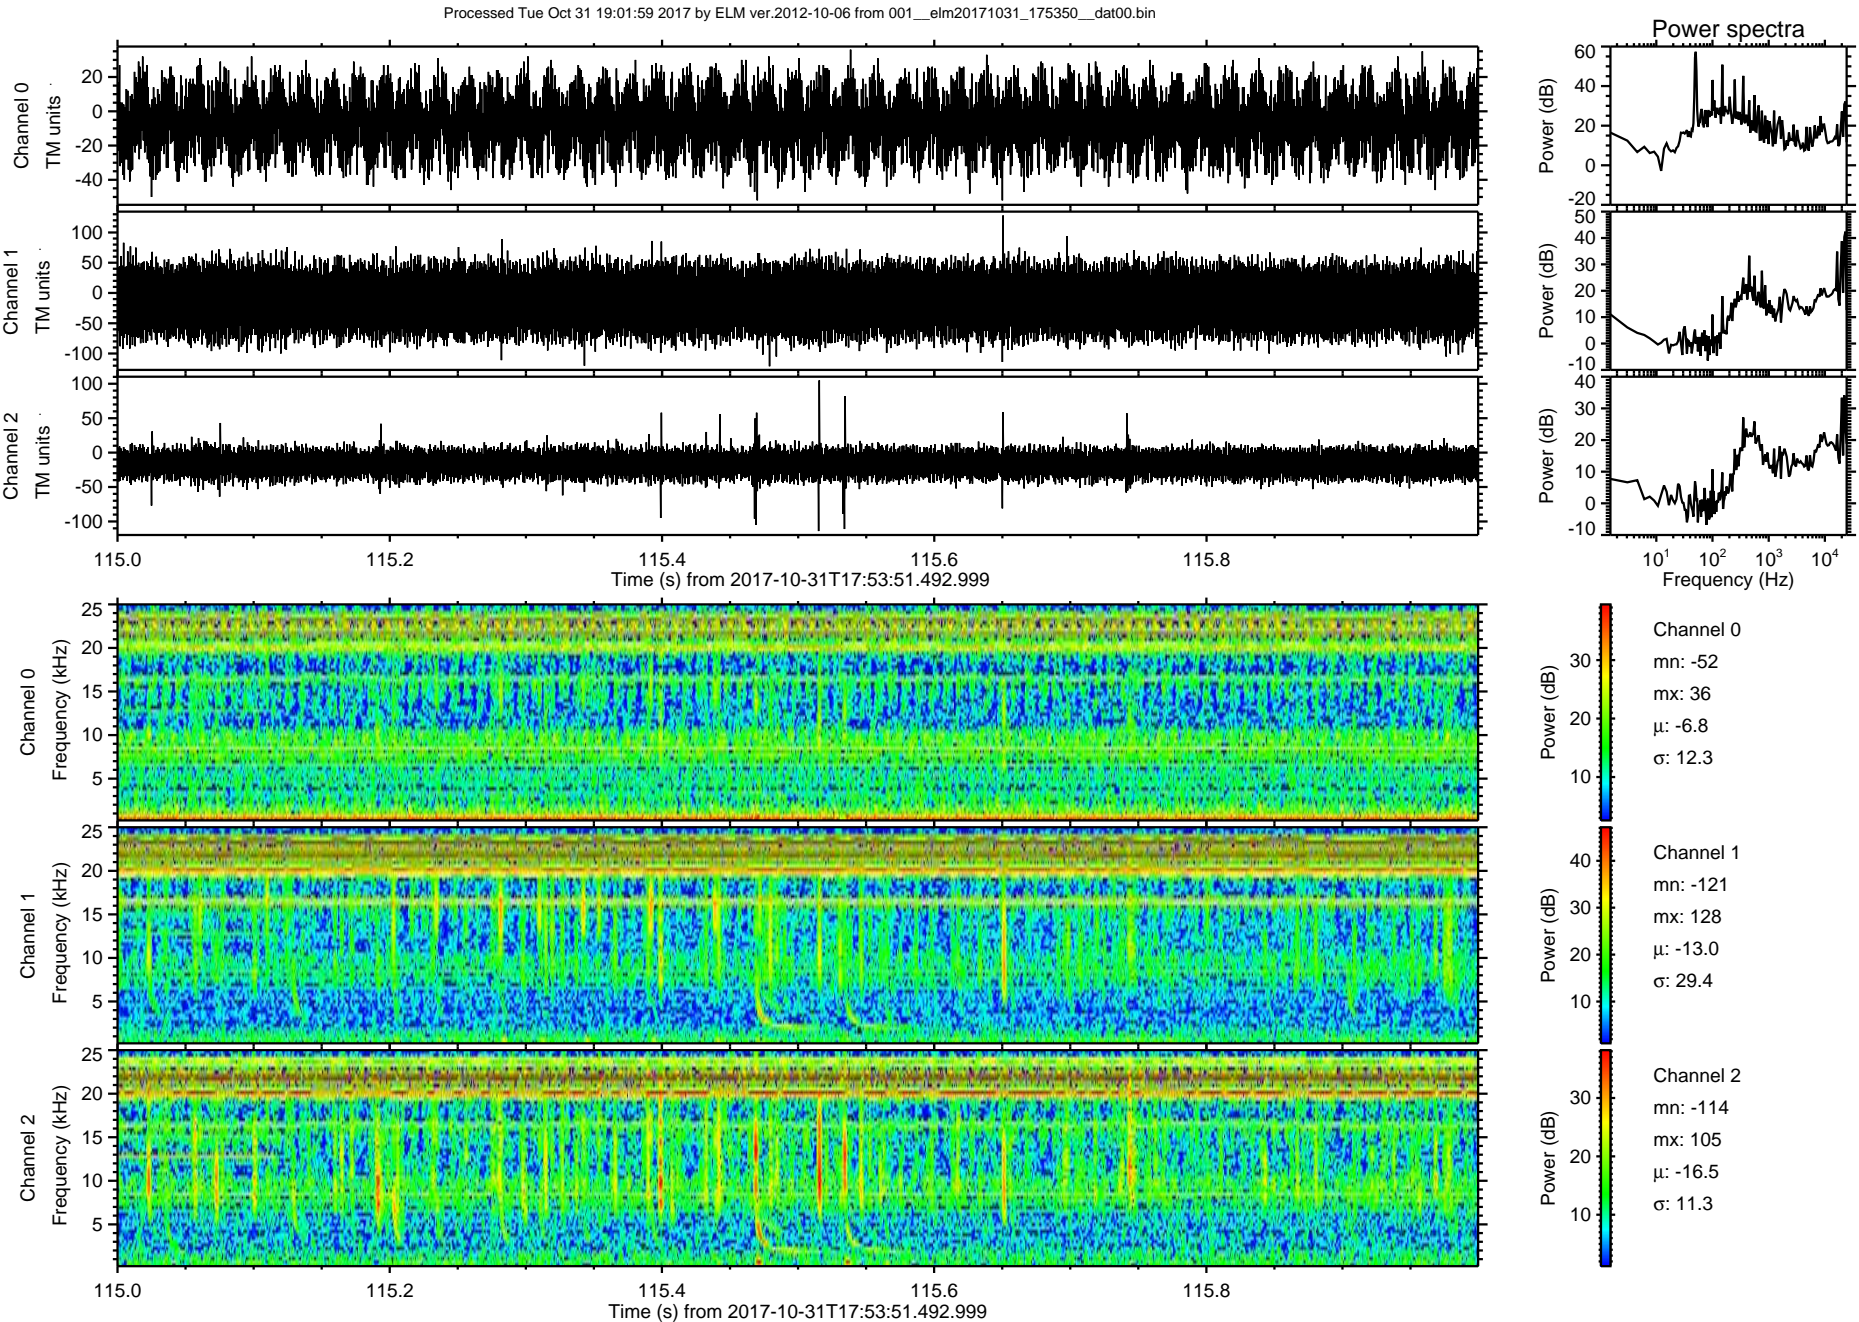 Processed Tue Oct 31 19:01:59 2017 by ELM ver.2012-10-06 from 001__elm20171031_175350__dat00.bin
Power spectra
Channel 0
TM units
20
0
-20
-40
Power (dB)
60
40
20
0
-20
Channel 1
TM units
100
50
0
-50
-100
Power (dB)
50
40
30
20
10
0
-10
Channel 2
TM units
100
50
0
-50
-100
Power (dB)
40
30
20
10
0
-10
115.0 115.2 115.4 115.6 115.8
Time (s) from 2017-10-31T17:53:51.492.999
10¹ 10² 10³ 10⁴
Frequency (Hz)
Channel 0
Frequency (kHz)
25
20
15
10
5
Power (dB)
30
20
10
Channel 0
mn: -52
mx: 36
μ: -6.8
σ: 12.3
Channel 1
Frequency (kHz)
25
20
15
10
5
Power (dB)
40
30
20
10
Channel 1
mn: -121
mx: 128
μ: -13.0
σ: 29.4
Channel 2
Frequency (kHz)
25
20
15
10
5
Power (dB)
30
20
10
Channel 2
mn: -114
mx: 105
μ: -16.5
σ: 11.3
115.0 115.2 115.4 115.6 115.8
Time (s) from 2017-10-31T17:53:51.492.999